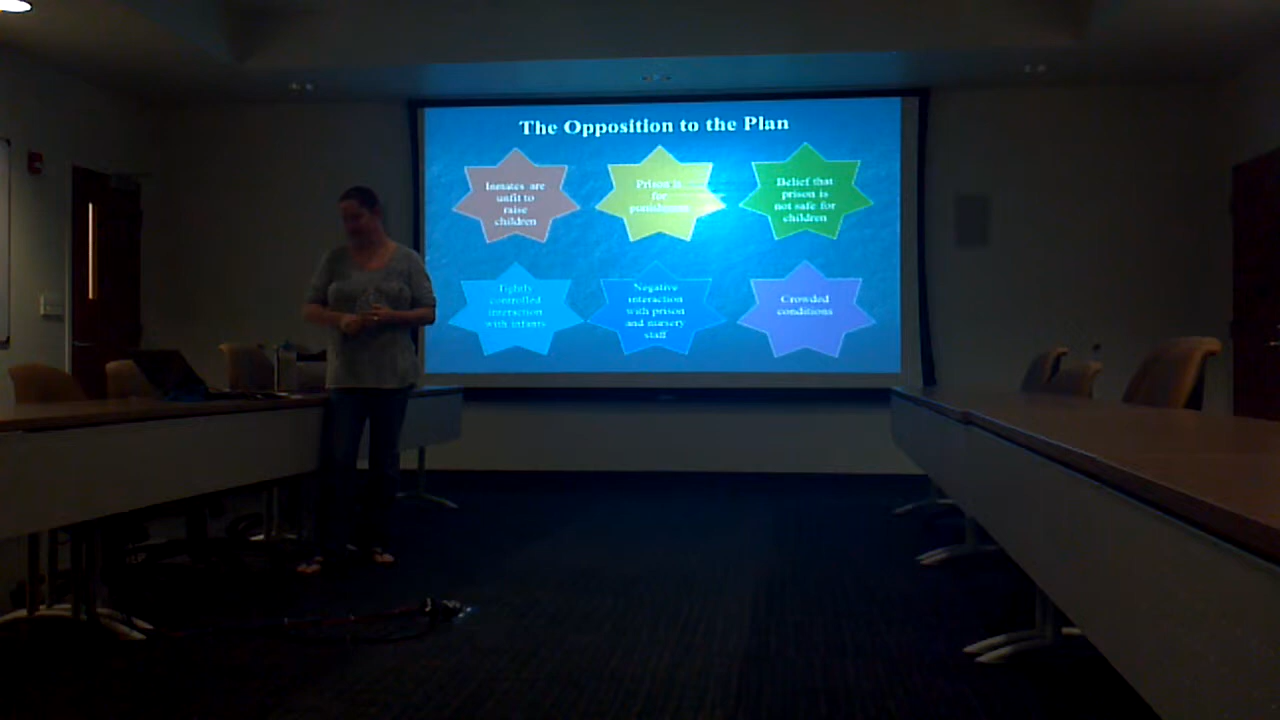 The Opposition to the Plan
Inmates are
unfit to
raise
children
Prison is
for
punishment
Belief that
prison is
not safe for
children
Tightly
controlled
interaction
with infants
Negative
interaction
with prison
and nursery
staff
Crowded
conditions